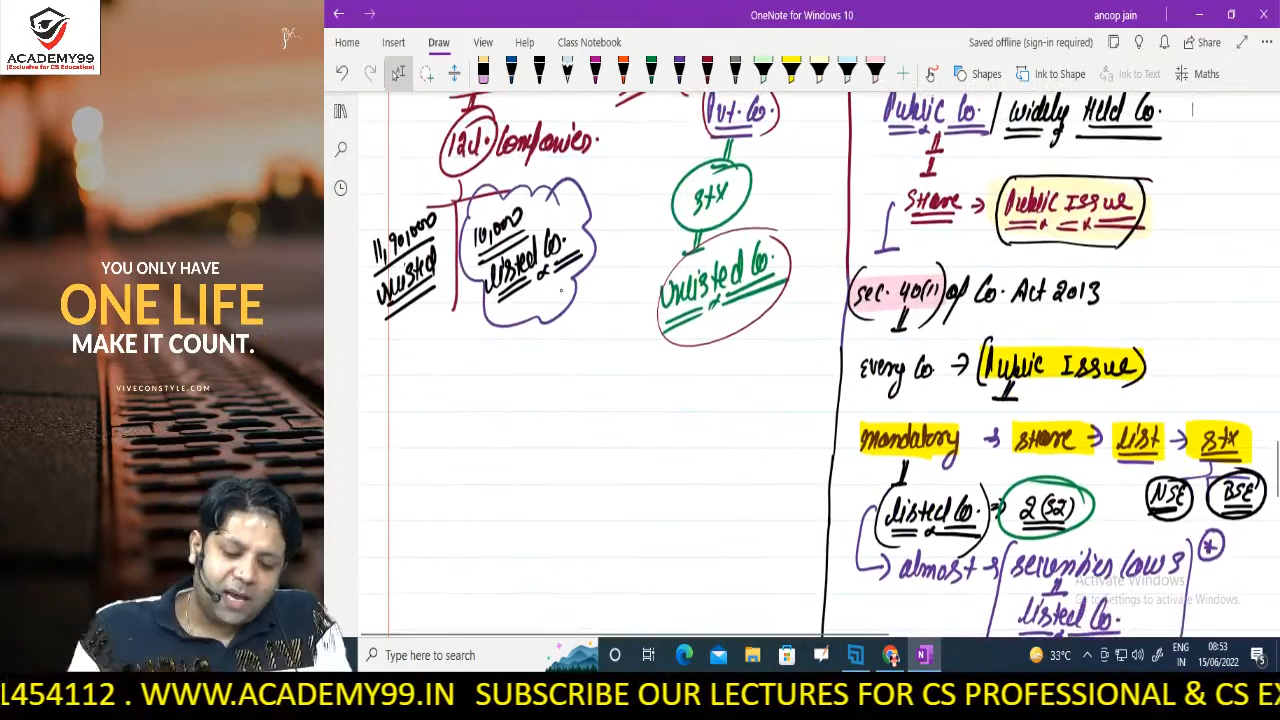 ACADEMY99
(Exclusive for CS Education)
YOU ONLY HAVE
ONE LIFE
MAKE IT COUNT.
VIVECONSTYLE.COM
OneNote for Windows 10
anoop jain
Home Insert Draw View Help Class Notebook
Saved offline (sign-in required)
Share
Shapes
Ink to Shape
Ink to Text
Maths
12cl. Companies.
11,90,000
unlisted
10,000
Listed Co.
Pvt. Co.
stx
unlisted Co.
Public Co. / widely Held Co.
share → Public Issue
sec. 40(1) of Co. Act 2013
every Co. → (Public Issue)
mandatory → share → list → stx
NSE BSE
Listed Co. → 2(52)
→ almost → securities laws
Listed Co.
Activate Windows
Go to Settings to activate Windows.
Type here to search
33°C
ENG
IN
08:53
15/06/2022
5
1454112 . WWW.ACADEMY99.IN SUBSCRIBE OUR LECTURES FOR CS PROFESSIONAL & CS EX